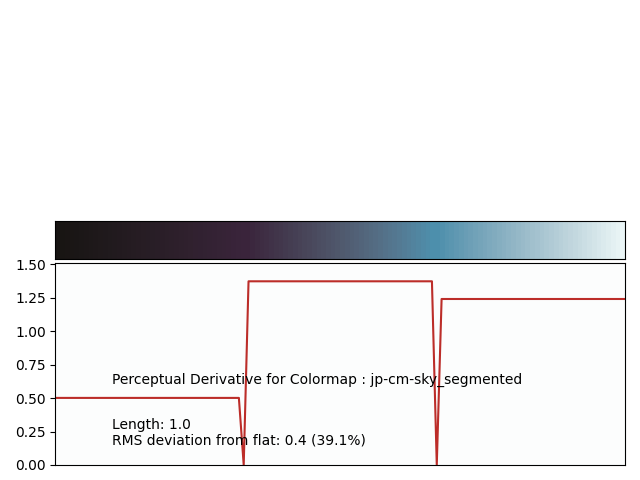 1.50
1.25
1.00
0.75
Perceptual Derivative for Colormap : jp-cm-sky_segmented
0.50
Length: 1.0
0.25
RMS deviation from flat: 0.4 (39.1%)
0.00